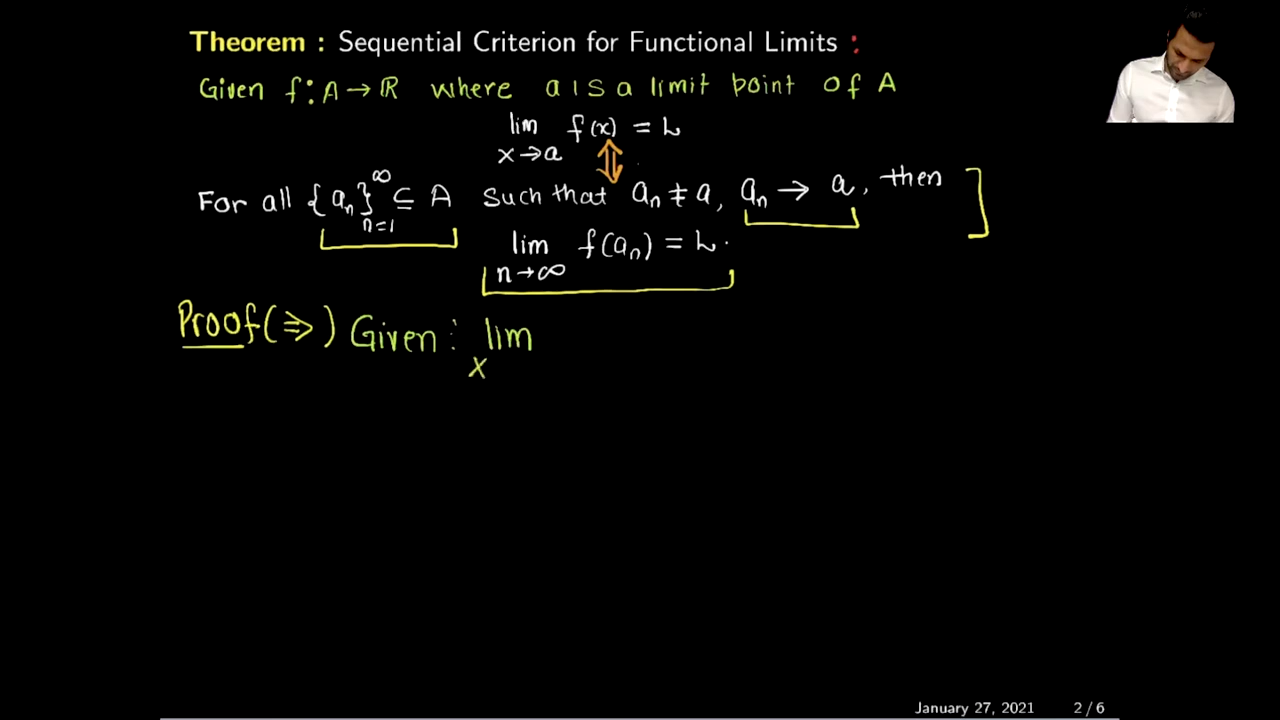 Theorem : Sequential Criterion for Functional Limits :
Given f: A → ℝ where a is a limit point of A
lim f(x) = L
x → a
⇕
For all {aₙ}^∞ ⊆ A such that aₙ ≠ a, aₙ → a, then
n=1
lim f(aₙ) = L.
n → ∞
Proof (⇒) Given: lim
x
January 27, 2021 2 / 6